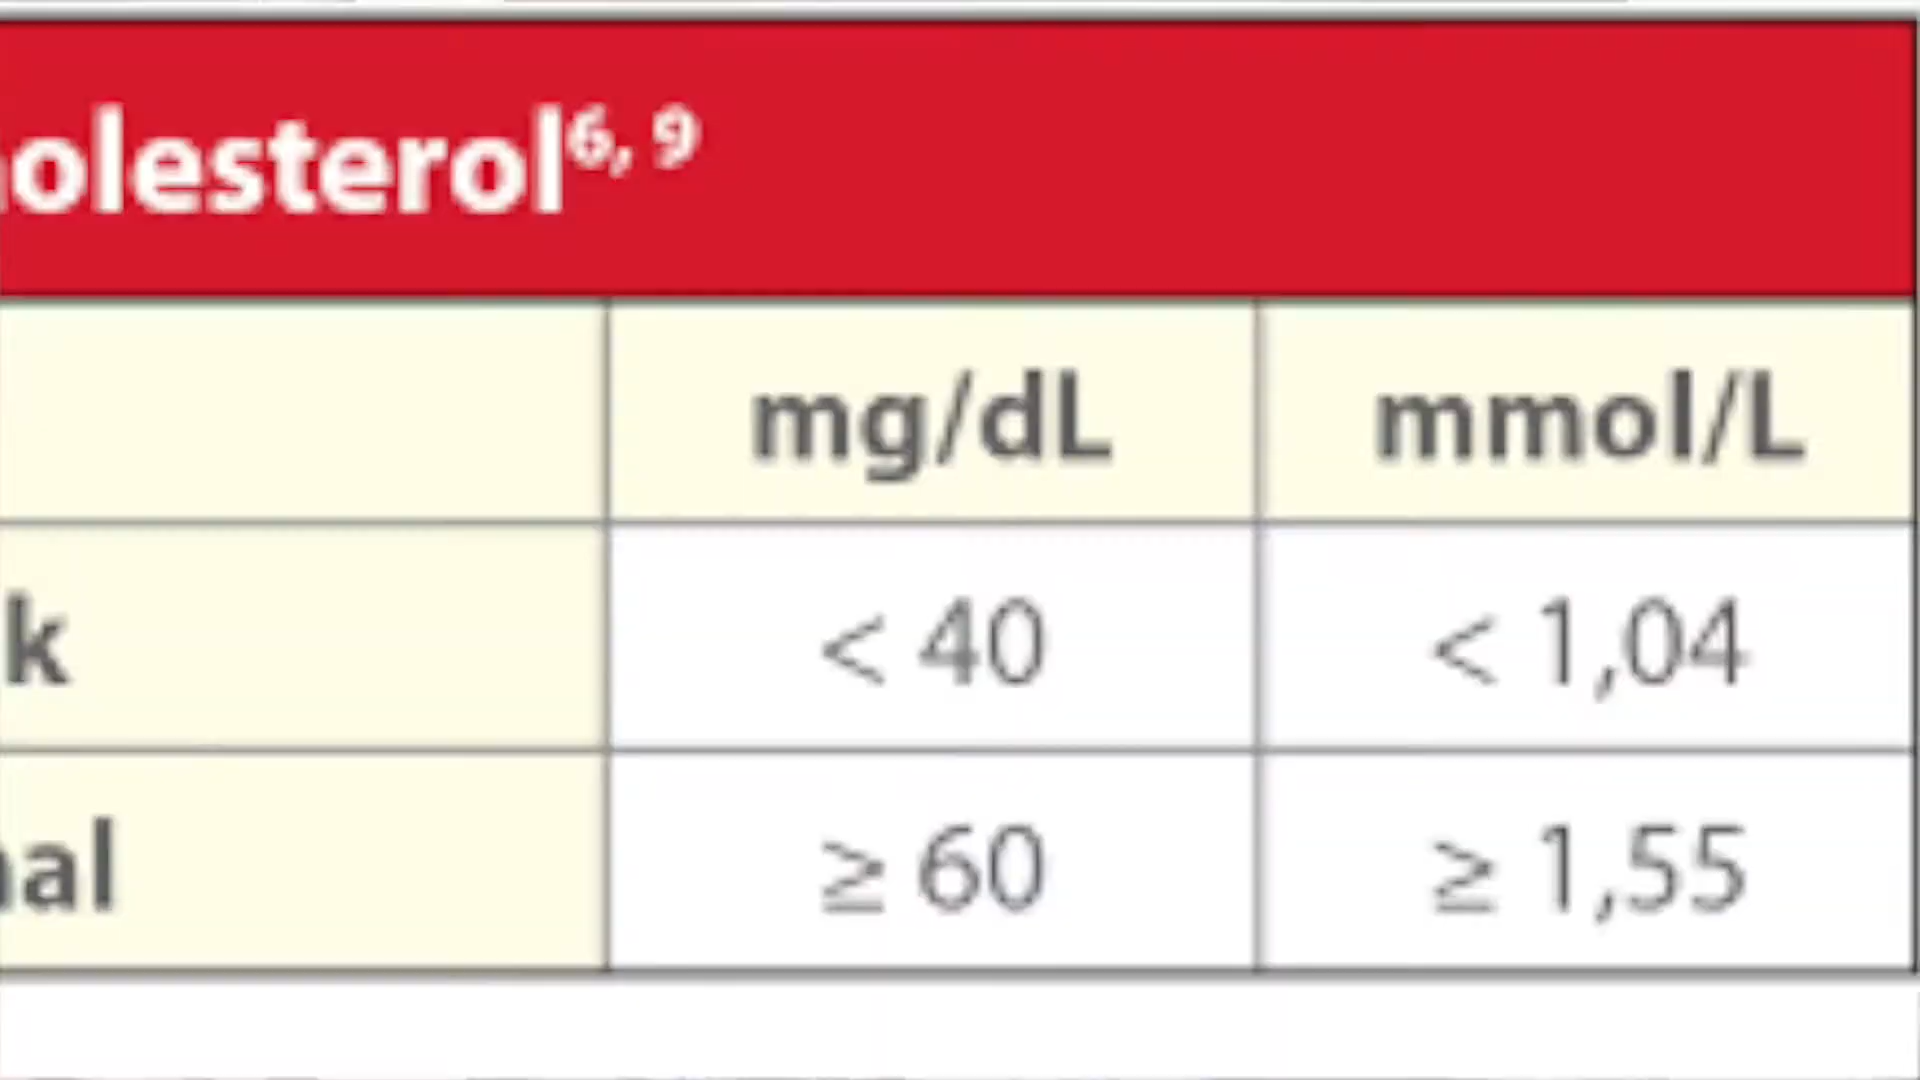 olesterol6, 9
mg/dL mmol/L
k < 40 < 1,04
al ≥ 60 ≥ 1,55